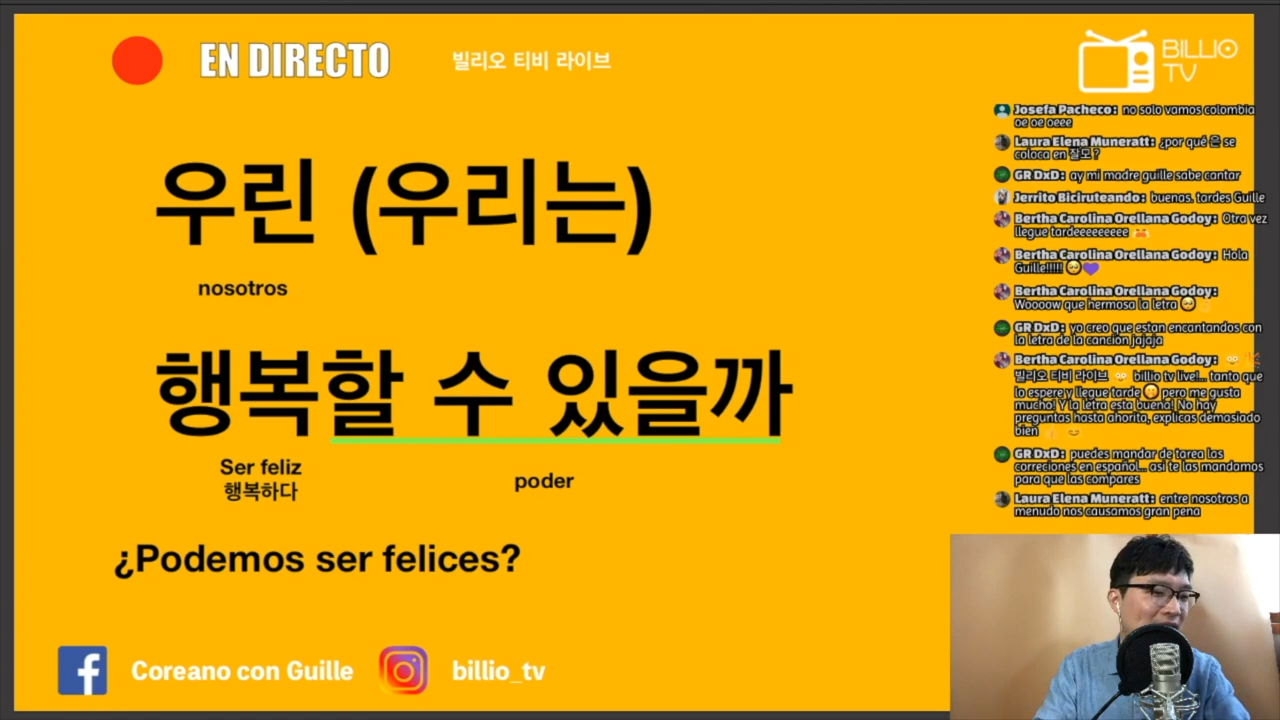 EN DIRECTO
빌리오 티비 라이브
BILLIO
TV
우린 (우리는)
nosotros
행복할 수 있을까
Ser feliz
행복하다
poder
¿Podemos ser felices?
Coreano con Guille
billio_tv
Josefa Pacheco: no solo vamos colombia
oe oe oeee
Laura Elena Muneratt: ¿por qué 은 se
coloca en 잘모?
GR DxD: ay mi madre guille sabe cantar
Jerrito Biciruteando: buenas, tardes Guille
Bertha Carolina Orellana Godoy: Otra vez
llegue tardeeeeeeeee
Bertha Carolina Orellana Godoy: Hola
Guille!!!!! 🥺💜
Bertha Carolina Orellana Godoy:
Woooow que hermosa la letra 🥺
GR DxD: yo creo que estan encantandos con
la letra de la cancion jajaja
Bertha Carolina Orellana Godoy:
빌리오 티비 라이브 billio tv live!... tanto que
lo espere y llegue tarde pero me gusta
mucho! Y la letra esta buena! No hay
preguntas hasta ahorita, explicas demasiado
bien
GR DxD: puedes mandar de tarea las
correciones en español... asi te las mandamos
para que las compares
Laura Elena Muneratt: entre nosotros a
menudo nos causamos gran pena